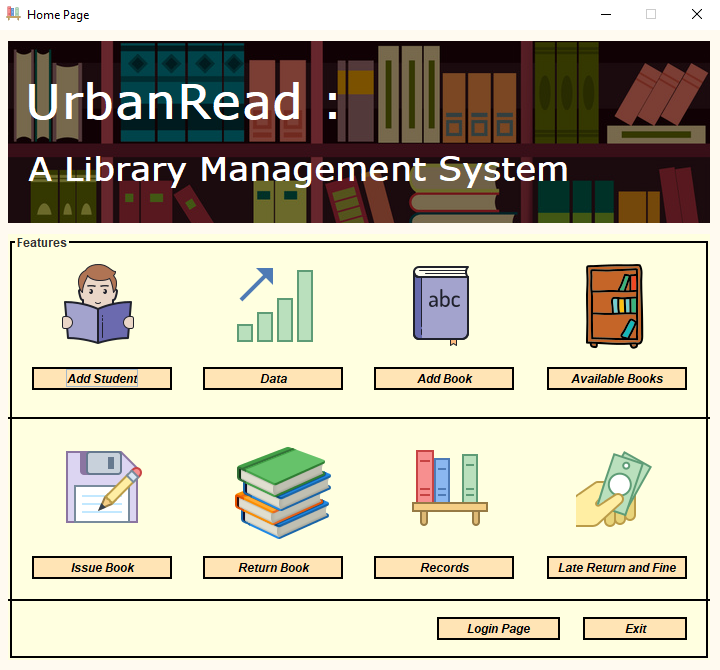 Home Page
UrbanRead :
A Library Management System
Features
abc
Add Student
Data
Add Book
Available Books
Issue Book
Return Book
Records
Late Return and Fine
Login Page
Exit